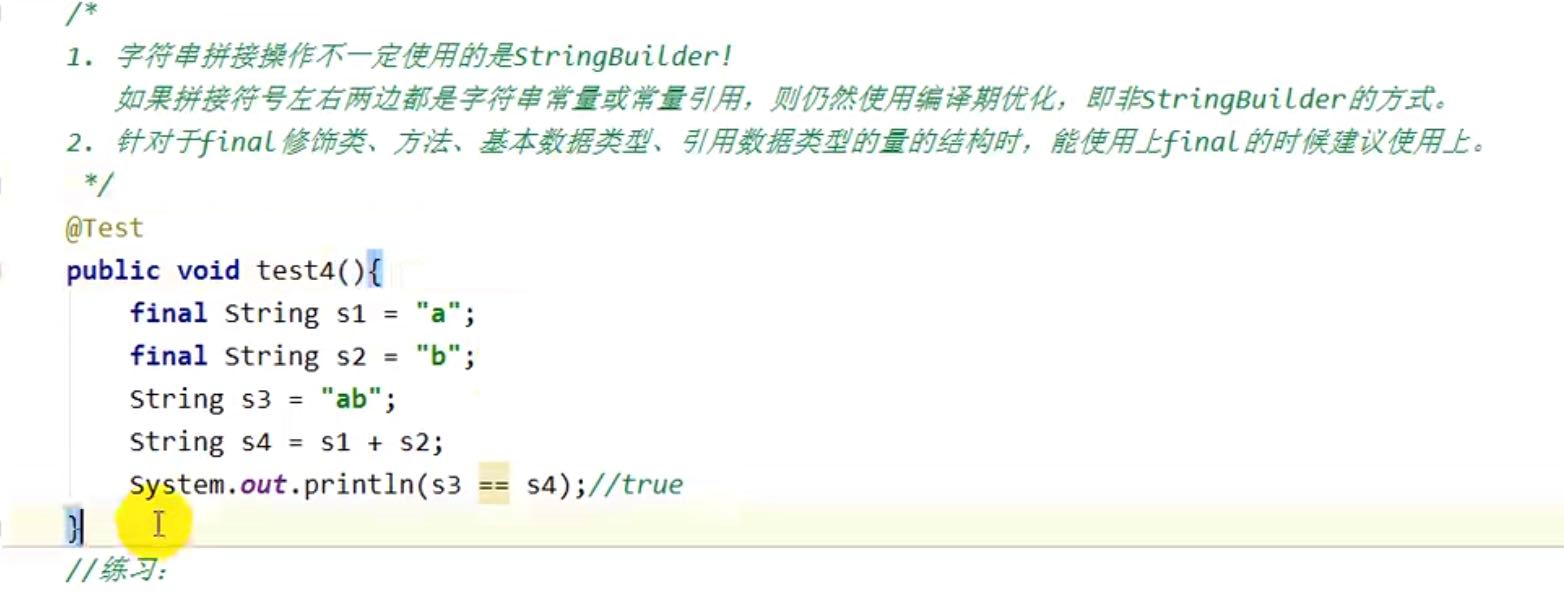 /*
1. 字符串拼接操作不一定使用的是StringBuilder!
如果拼接符号左右两边都是字符串常量或常量引用，则仍然使用编译期优化，即非StringBuilder的方式。
2. 针对于final修饰类、方法、基本数据类型、引用数据类型的量的结构时，能使用上final的时候建议使用上。
*/
@Test
public void test4(){
final String s1 = "a";
final String s2 = "b";
String s3 = "ab";
String s4 = s1 + s2;
System.out.println(s3 == s4);//true
}
//练习：